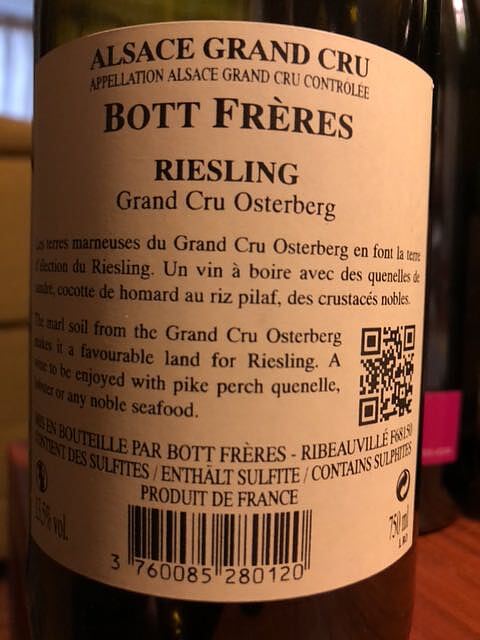 ALSACE GRAND CRU
APPELLATION ALSACE GRAND CRU CONTRÔLÉE
BOTT FRÈRES
RIESLING
Grand Cru Osterberg
Les terres marneuses du Grand Cru Osterberg en font la terre
d'élection du Riesling. Un vin à boire avec des quenelles de
sandre, cocotte de homard au riz pilaf, des crustacés nobles.
The marl soil from the Grand Cru Osterberg
makes it a favourable land for Riesling. A
wine to be enjoyed with pike perch quenelle,
lobster or any noble seafood.
MIS EN BOUTEILLE PAR BOTT FRÈRES - RIBEAUVILLÉ F68150
CONTIENT DES SULFITES / ENTHÄLT SULFITE / CONTAINS SULPHITES
PRODUIT DE FRANCE
vol.
750 ml
3 760085 280120